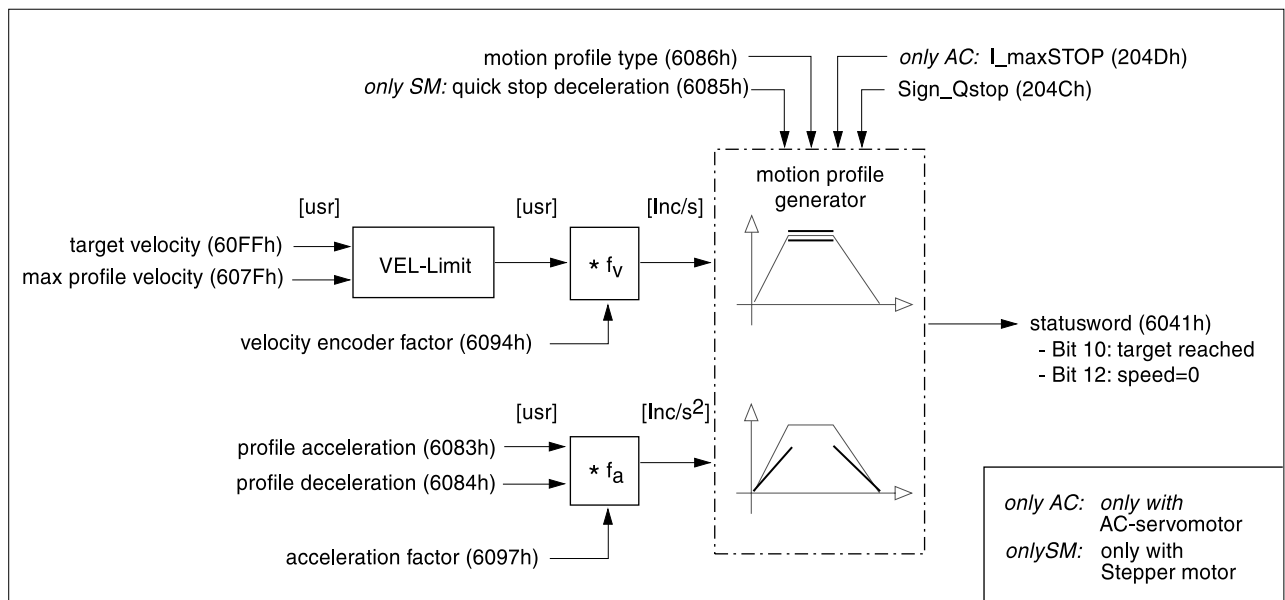 motion profile type (6086h)
only SM: quick stop deceleration (6085h)
only AC: I_maxSTOP (204Dh)
Sign_Qstop (204Ch)
motion profile
generator
[usr]
[usr]
[Inc/s]
target velocity (60FFh)
max profile velocity (607Fh)
VEL-Limit
* fv
velocity encoder factor (6094h)
statusword (6041h)
- Bit 10: target reached
- Bit 12: speed=0
[usr]
[Inc/s2]
profile acceleration (6083h)
profile deceleration (6084h)
* fa
acceleration factor (6097h)
only AC: only with
AC-servomotor
onlySM: only with
Stepper motor